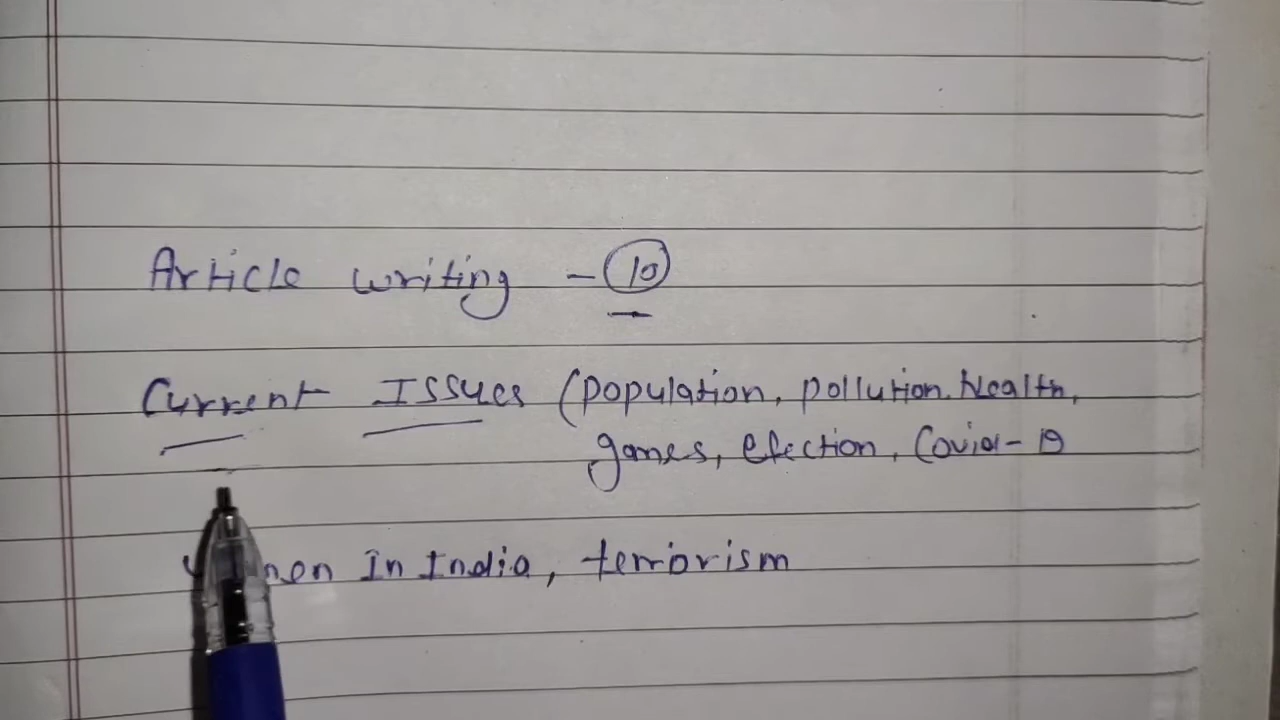 Article writing - 10
Current Issues (population, pollution, Health,
games, election, Covid-19
In India, terrorism